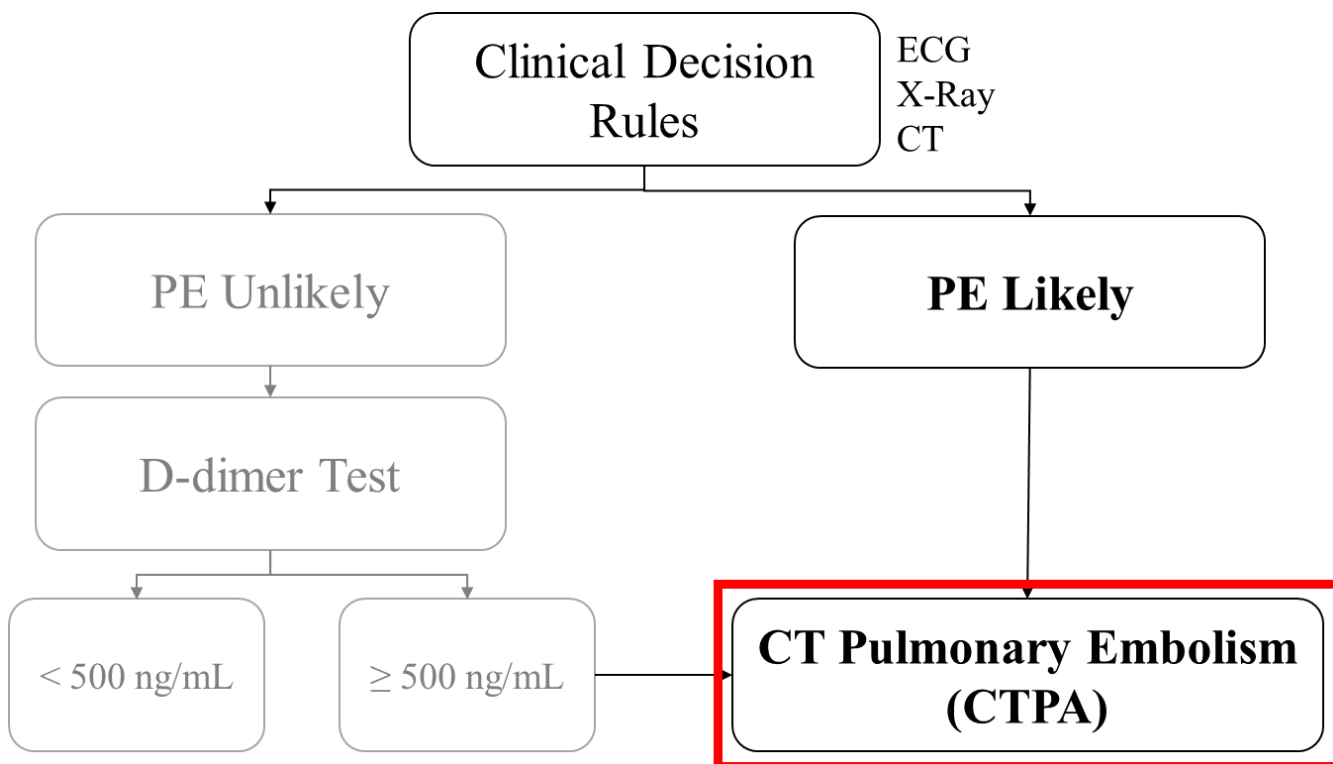 Clinical Decision
Rules
ECG
X-Ray
CT
PE Unlikely
PE Likely
D-dimer Test
< 500 ng/mL
≥ 500 ng/mL
CT Pulmonary Embolism
(CTPA)